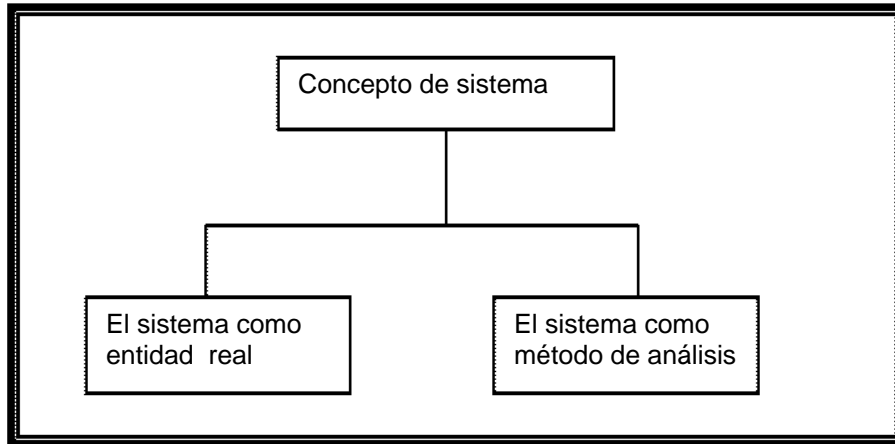 Concepto de sistema
El sistema como
entidad real
El sistema como
método de análisis